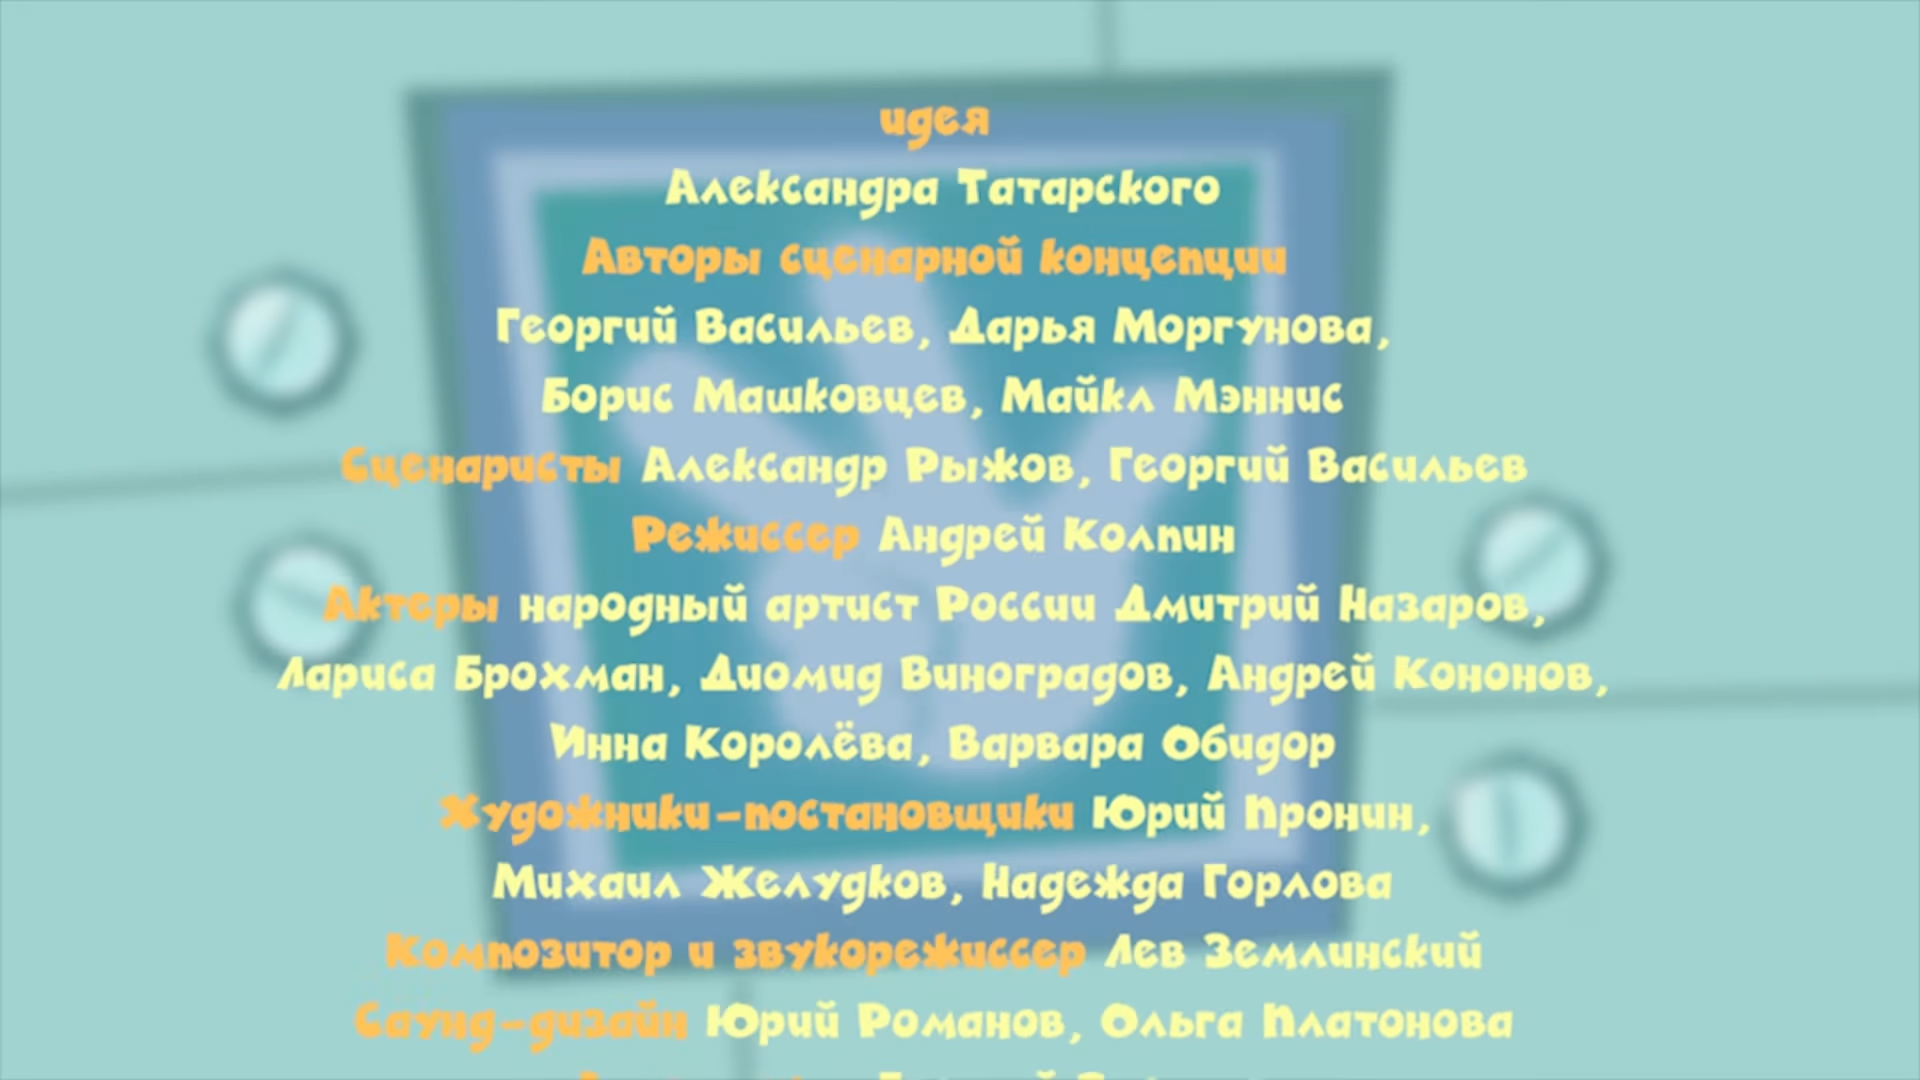 идея
Александра Татарского
Авторы сценарной концепции
Георгий Васильев, Дарья Моргунова,
Борис Машковцев, Майкл Мэннис
Сценаристы Александр Рыжов, Георгий Васильев
Режиссер Андрей Колпин
Актеры народный артист России Дмитрий Назаров,
Лариса Брохман, Диомид Виноградов, Андрей Кононов,
Инна Королёва, Варвара Обидор
Художники-постановщики Юрий Пронин,
Михаил Желудков, Надежда Горлова
Композитор и звукорежиссер Лев Землинский
Саунд-дизайн Юрий Романов, Ольга Платонова